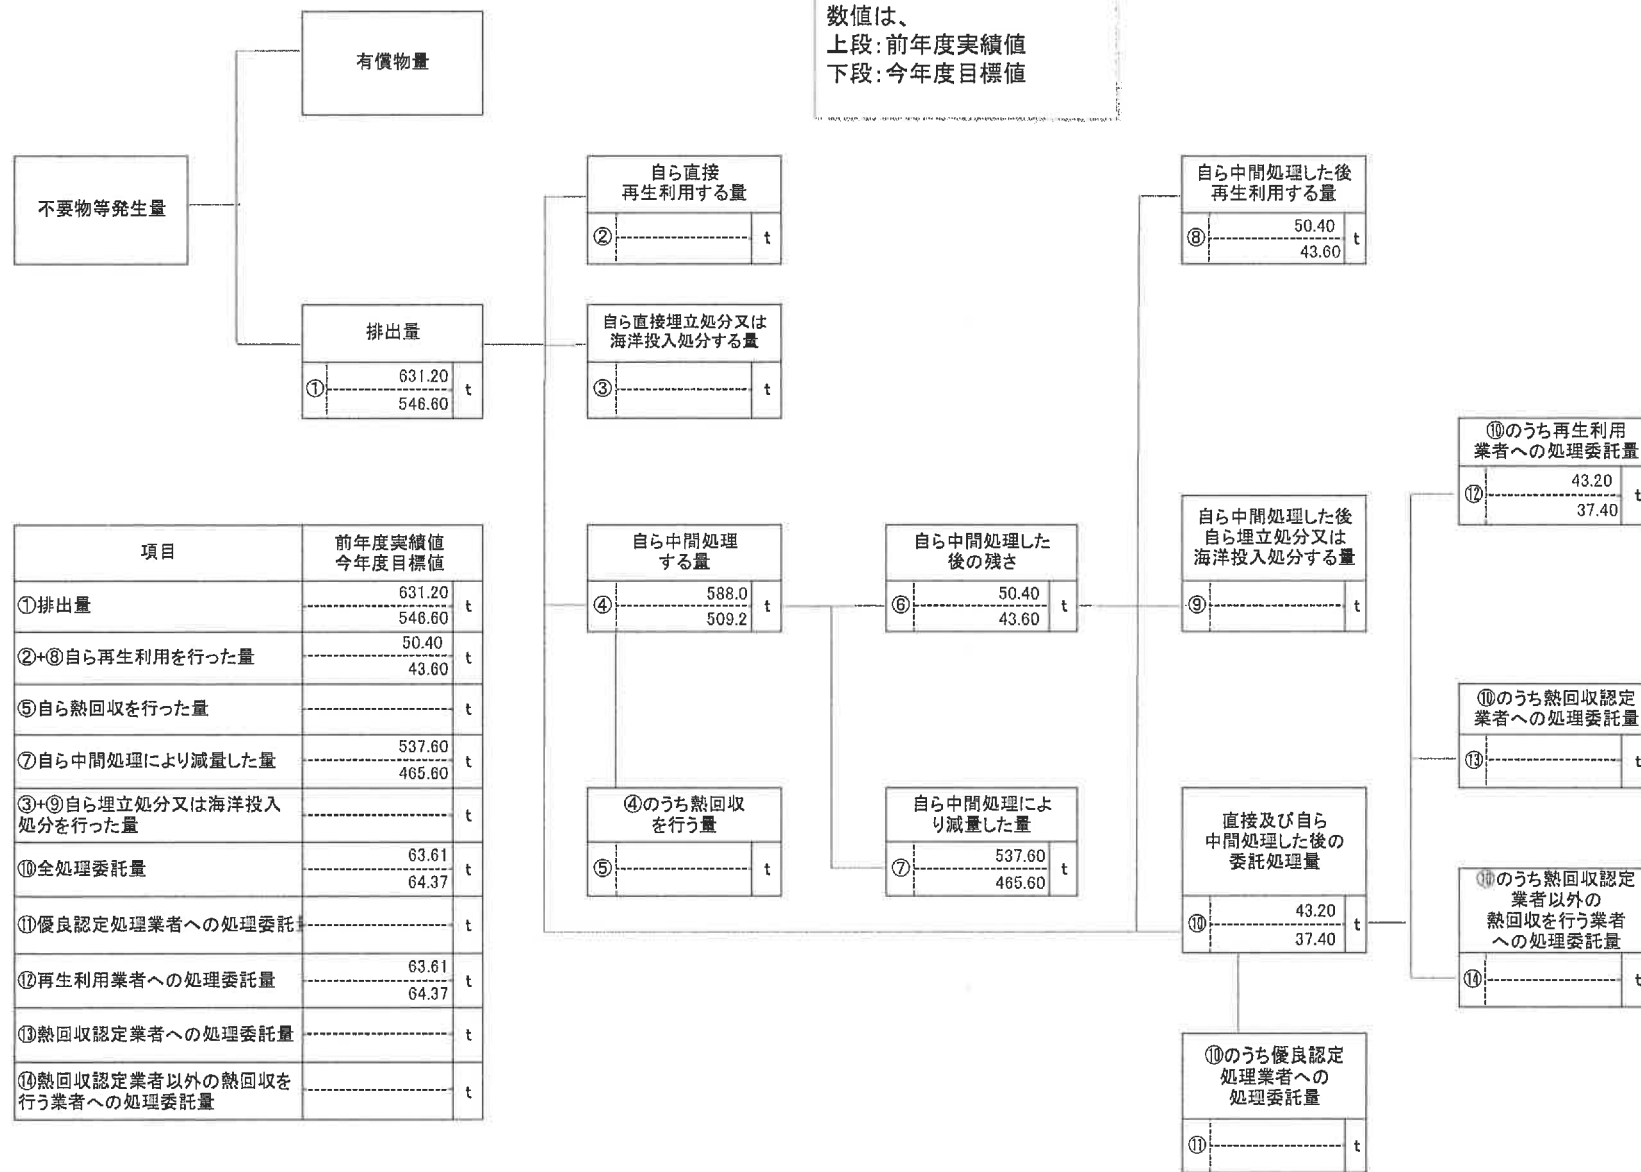 数値は、
上段:前年度実績値
下段:今年度目標値
有償物量
不要物等発生量
排出量
① 631.20 t
546.60
自ら直接
再生利用する量
② t
自ら直接埋立処分又は
海洋投入処分する量
③ t
自ら中間処理
する量
④ 588.0 t
509.2
④のうち熱回収
を行う量
⑤ t
自ら中間処理した
後の残さ
⑥ 50.40 t
43.60
自ら中間処理によ
り減量した量
⑦ 537.60 t
465.60
自ら中間処理した後
再生利用する量
⑧ 50.40 t
43.60
自ら中間処理した後
自ら埋立処分又は
海洋投入処分する量
⑨ t
直接及び自ら
中間処理した後の
委託処理量
⑩ 43.20 t
37.40
⑩のうち優良認定
処理業者への
処理委託量
⑪ t
⑩のうち再生利用
業者への処理委託量
⑫ 43.20 t
37.40
⑩のうち熱回収認定
業者への処理委託量
⑬ t
⑩のうち熱回収認定
業者以外の
熱回収を行う業者
への処理委託量
⑭ t
項目 前年度実績値
今年度目標値
①排出量 631.20 t
546.60
②+⑧自ら再生利用を行った量 50.40 t
43.60
⑤自ら熱回収を行った量 t
⑦自ら中間処理により減量した量 537.60 t
465.60
③+⑨自ら埋立処分又は海洋投入
処分を行った量 t
⑩全処理委託量 63.61 t
64.37
⑪優良認定処理業者への処理委託 t
⑫再生利用業者への処理委託量 63.61 t
64.37
⑬熱回収認定業者への処理委託量 t
⑭熱回収認定業者以外の熱回収を
行う業者への処理委託量 t